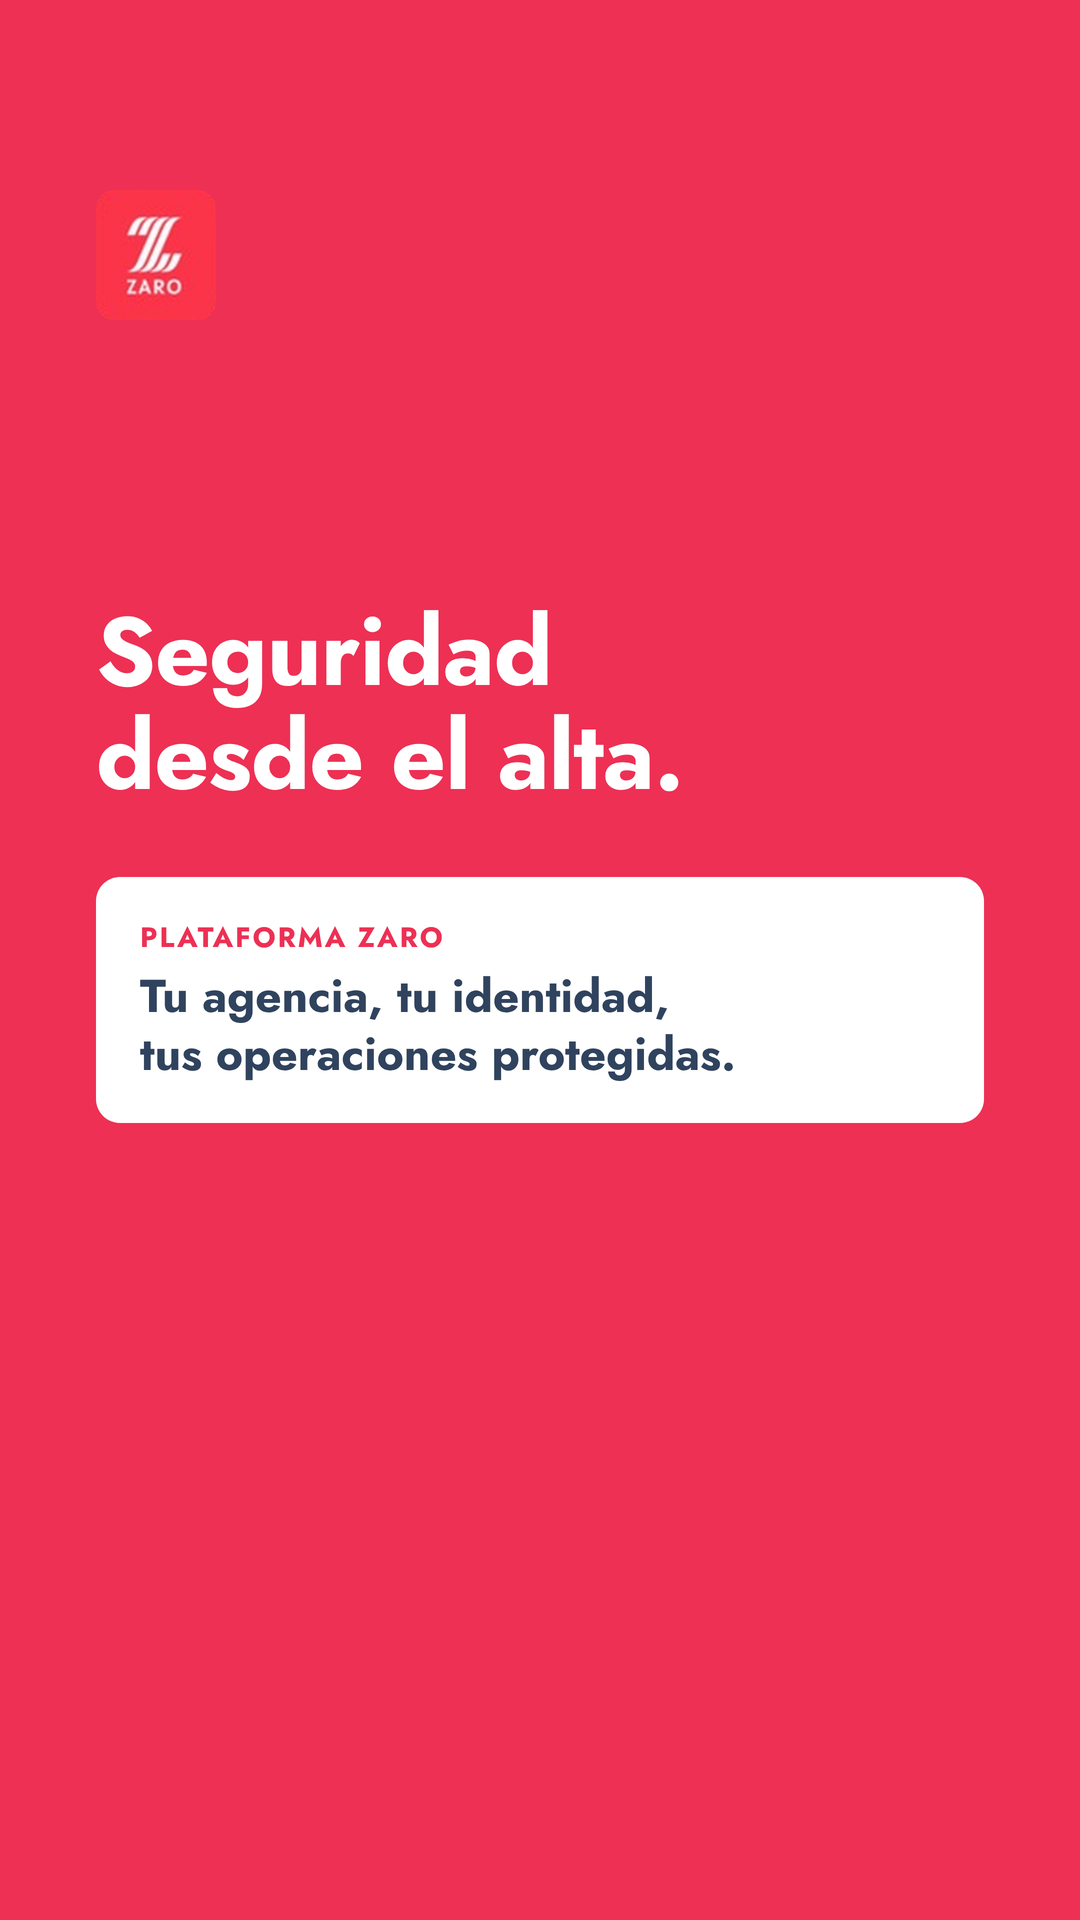 ZARO
Seguridad
desde el alta.
PLATAFORMA ZARO
Tu agencia, tu identidad,
tus operaciones protegidas.